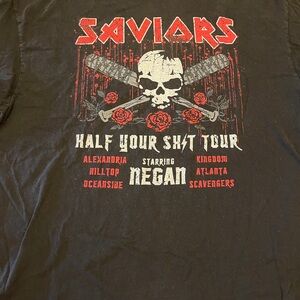 SAVIORS
HALF YOUR SH*T TOUR
ALEXANDRIA STARRING KINGDOM
HILLTOP NEGAN ATLANTA
OCEANSIDE SCAVENGERS